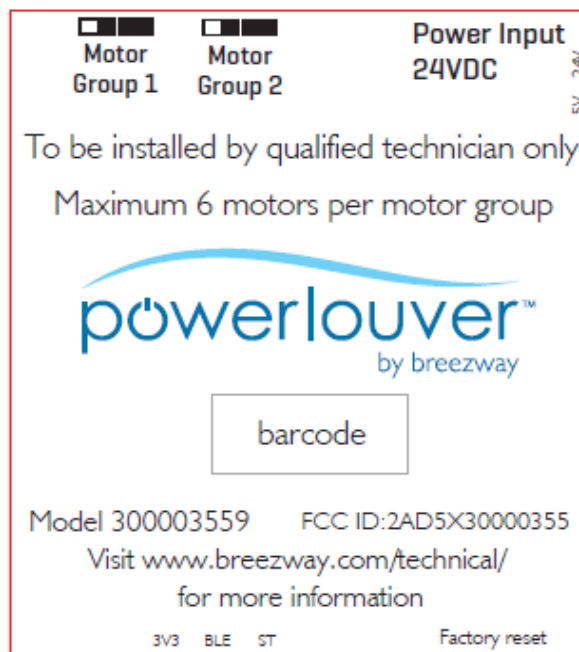 Motor Group 1
Motor Group 2
Power Input
24VDC
5V 24V
To be installed by qualified technician only
Maximum 6 motors per motor group
powerlouver™
by breezway
barcode
Model 300003559 FCC ID:2AD5X30000355
Visit www.breezway.com/technical/
for more information
3V3 BLE ST Factory reset